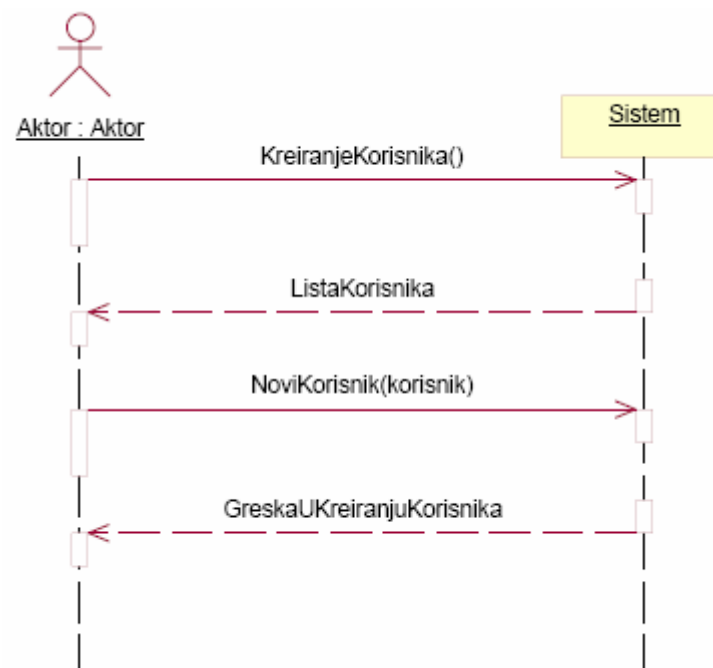 Aktor : Aktor
Sistem
KreiranjeKorisnika()
ListaKorisnika
NoviKorisnik(korisnik)
GreskaUKreiranjuKorisnika